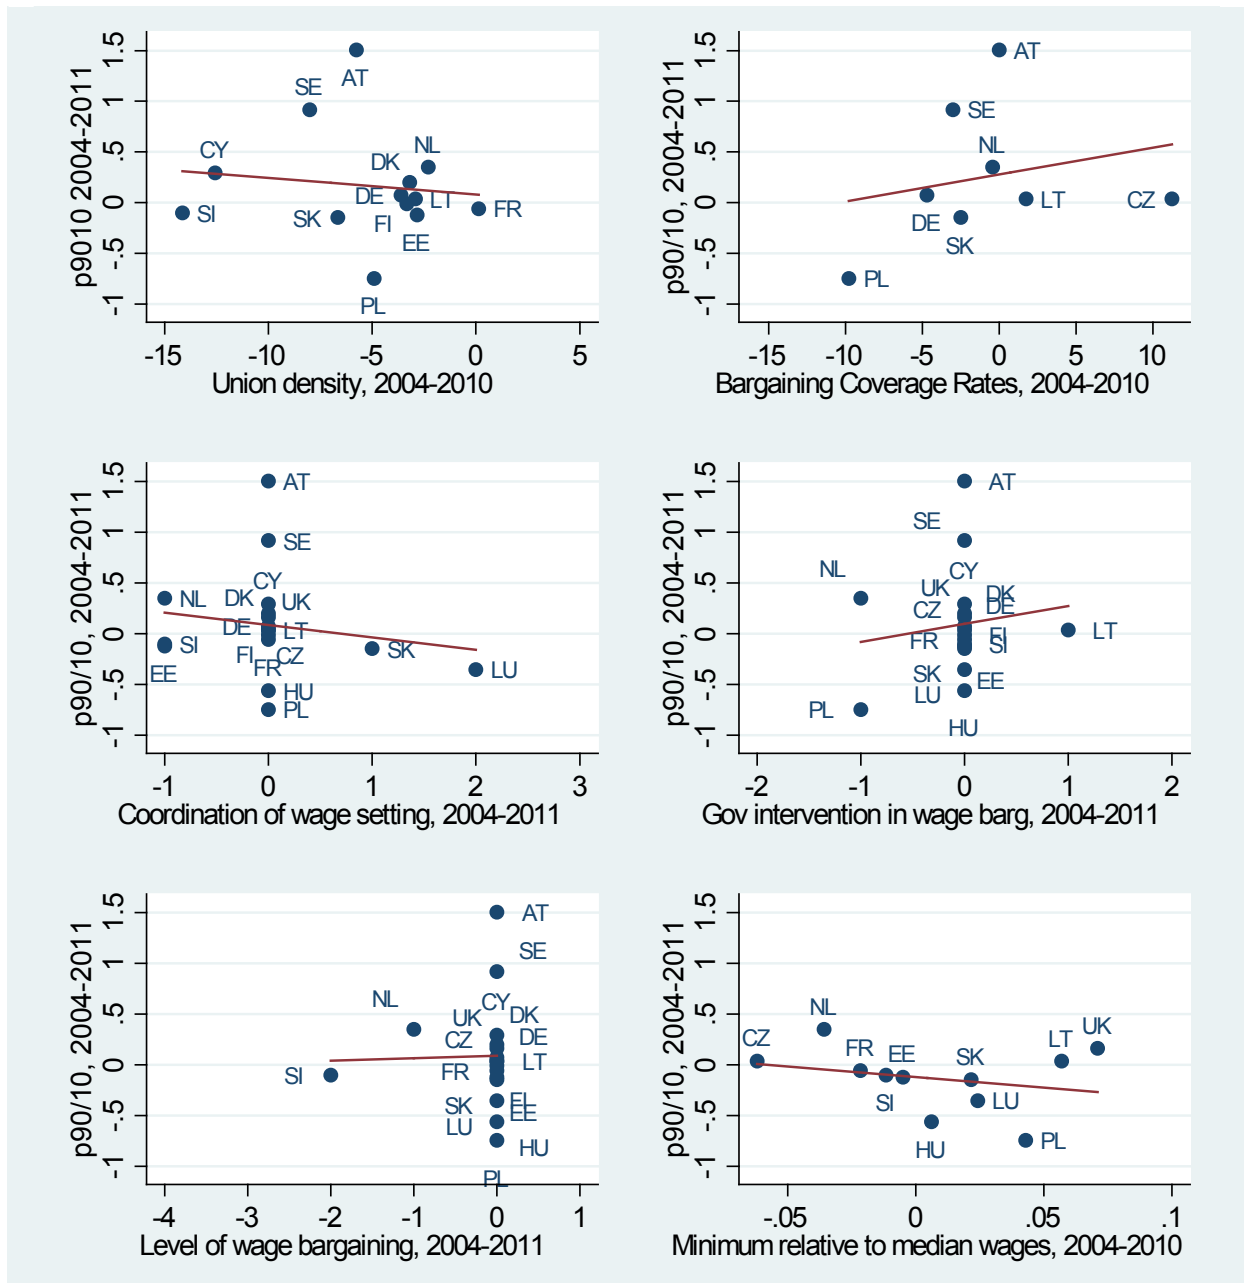 p9010 2004-2011
1.5
1
.5
0
-.5
-1
AT
SE
CY
NL
DK
DE
LT
SI
SK
FI
FR
EE
PL
-15
-10
-5
0
5
Union density, 2004-2010
p90/10, 2004-2011
1.5
1
.5
0
-.5
-1
AT
SE
NL
LT
CZ
DE
SK
PL
-15
-10
-5
0
5
10
Bargaining Coverage Rates, 2004-2010
p90/10, 2004-2011
1.5
1
.5
0
-.5
-1
AT
SE
CY
NL
DK
UK
DE
LT
SI
FI
CZ
SK
EE
FR
LU
HU
PL
-1
0
1
2
3
Coordination of wage setting, 2004-2011
p90/10, 2004-2011
1.5
1
.5
0
-.5
-1
AT
SE
NL
CY
UK
DK
DE
CZ
LT
FR
FI
SI
SK
EE
LU
PL
HU
-2
-1
0
1
2
Gov intervention in wage barg, 2004-2011
p90/10, 2004-2011
1.5
1
.5
0
-.5
-1
AT
SE
NL
CY
UK
DK
CZ
DE
LT
SI
FR
SK
FI
EE
LU
HU
PL
-4
-3
-2
-1
0
1
Level of wage bargaining, 2004-2011
p90/10, 2004-2011
1.5
1
.5
0
-.5
-1
NL
CZ
FR
EE
SK
LT
UK
SI
LU
HU
PL
-.05
0
.05
.1
Minimum relative to median wages, 2004-2010